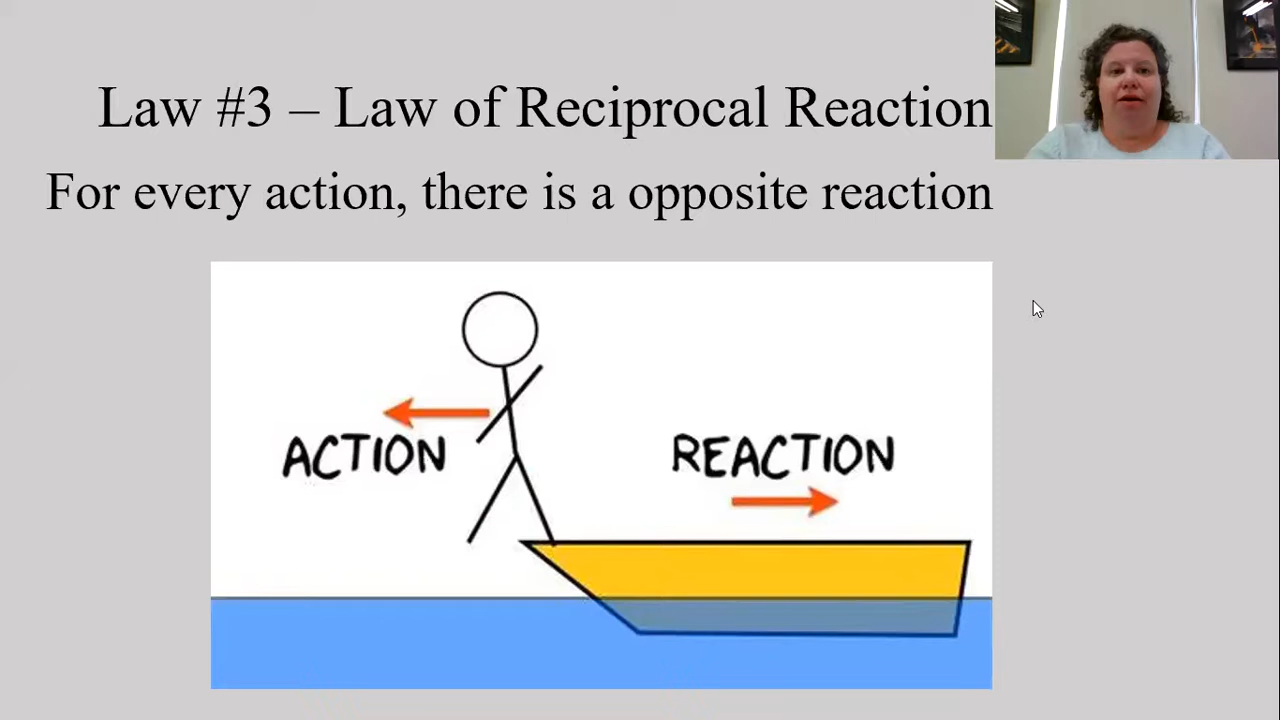 Law #3 – Law of Reciprocal Reaction
For every action, there is a opposite reaction
ACTION
REACTION